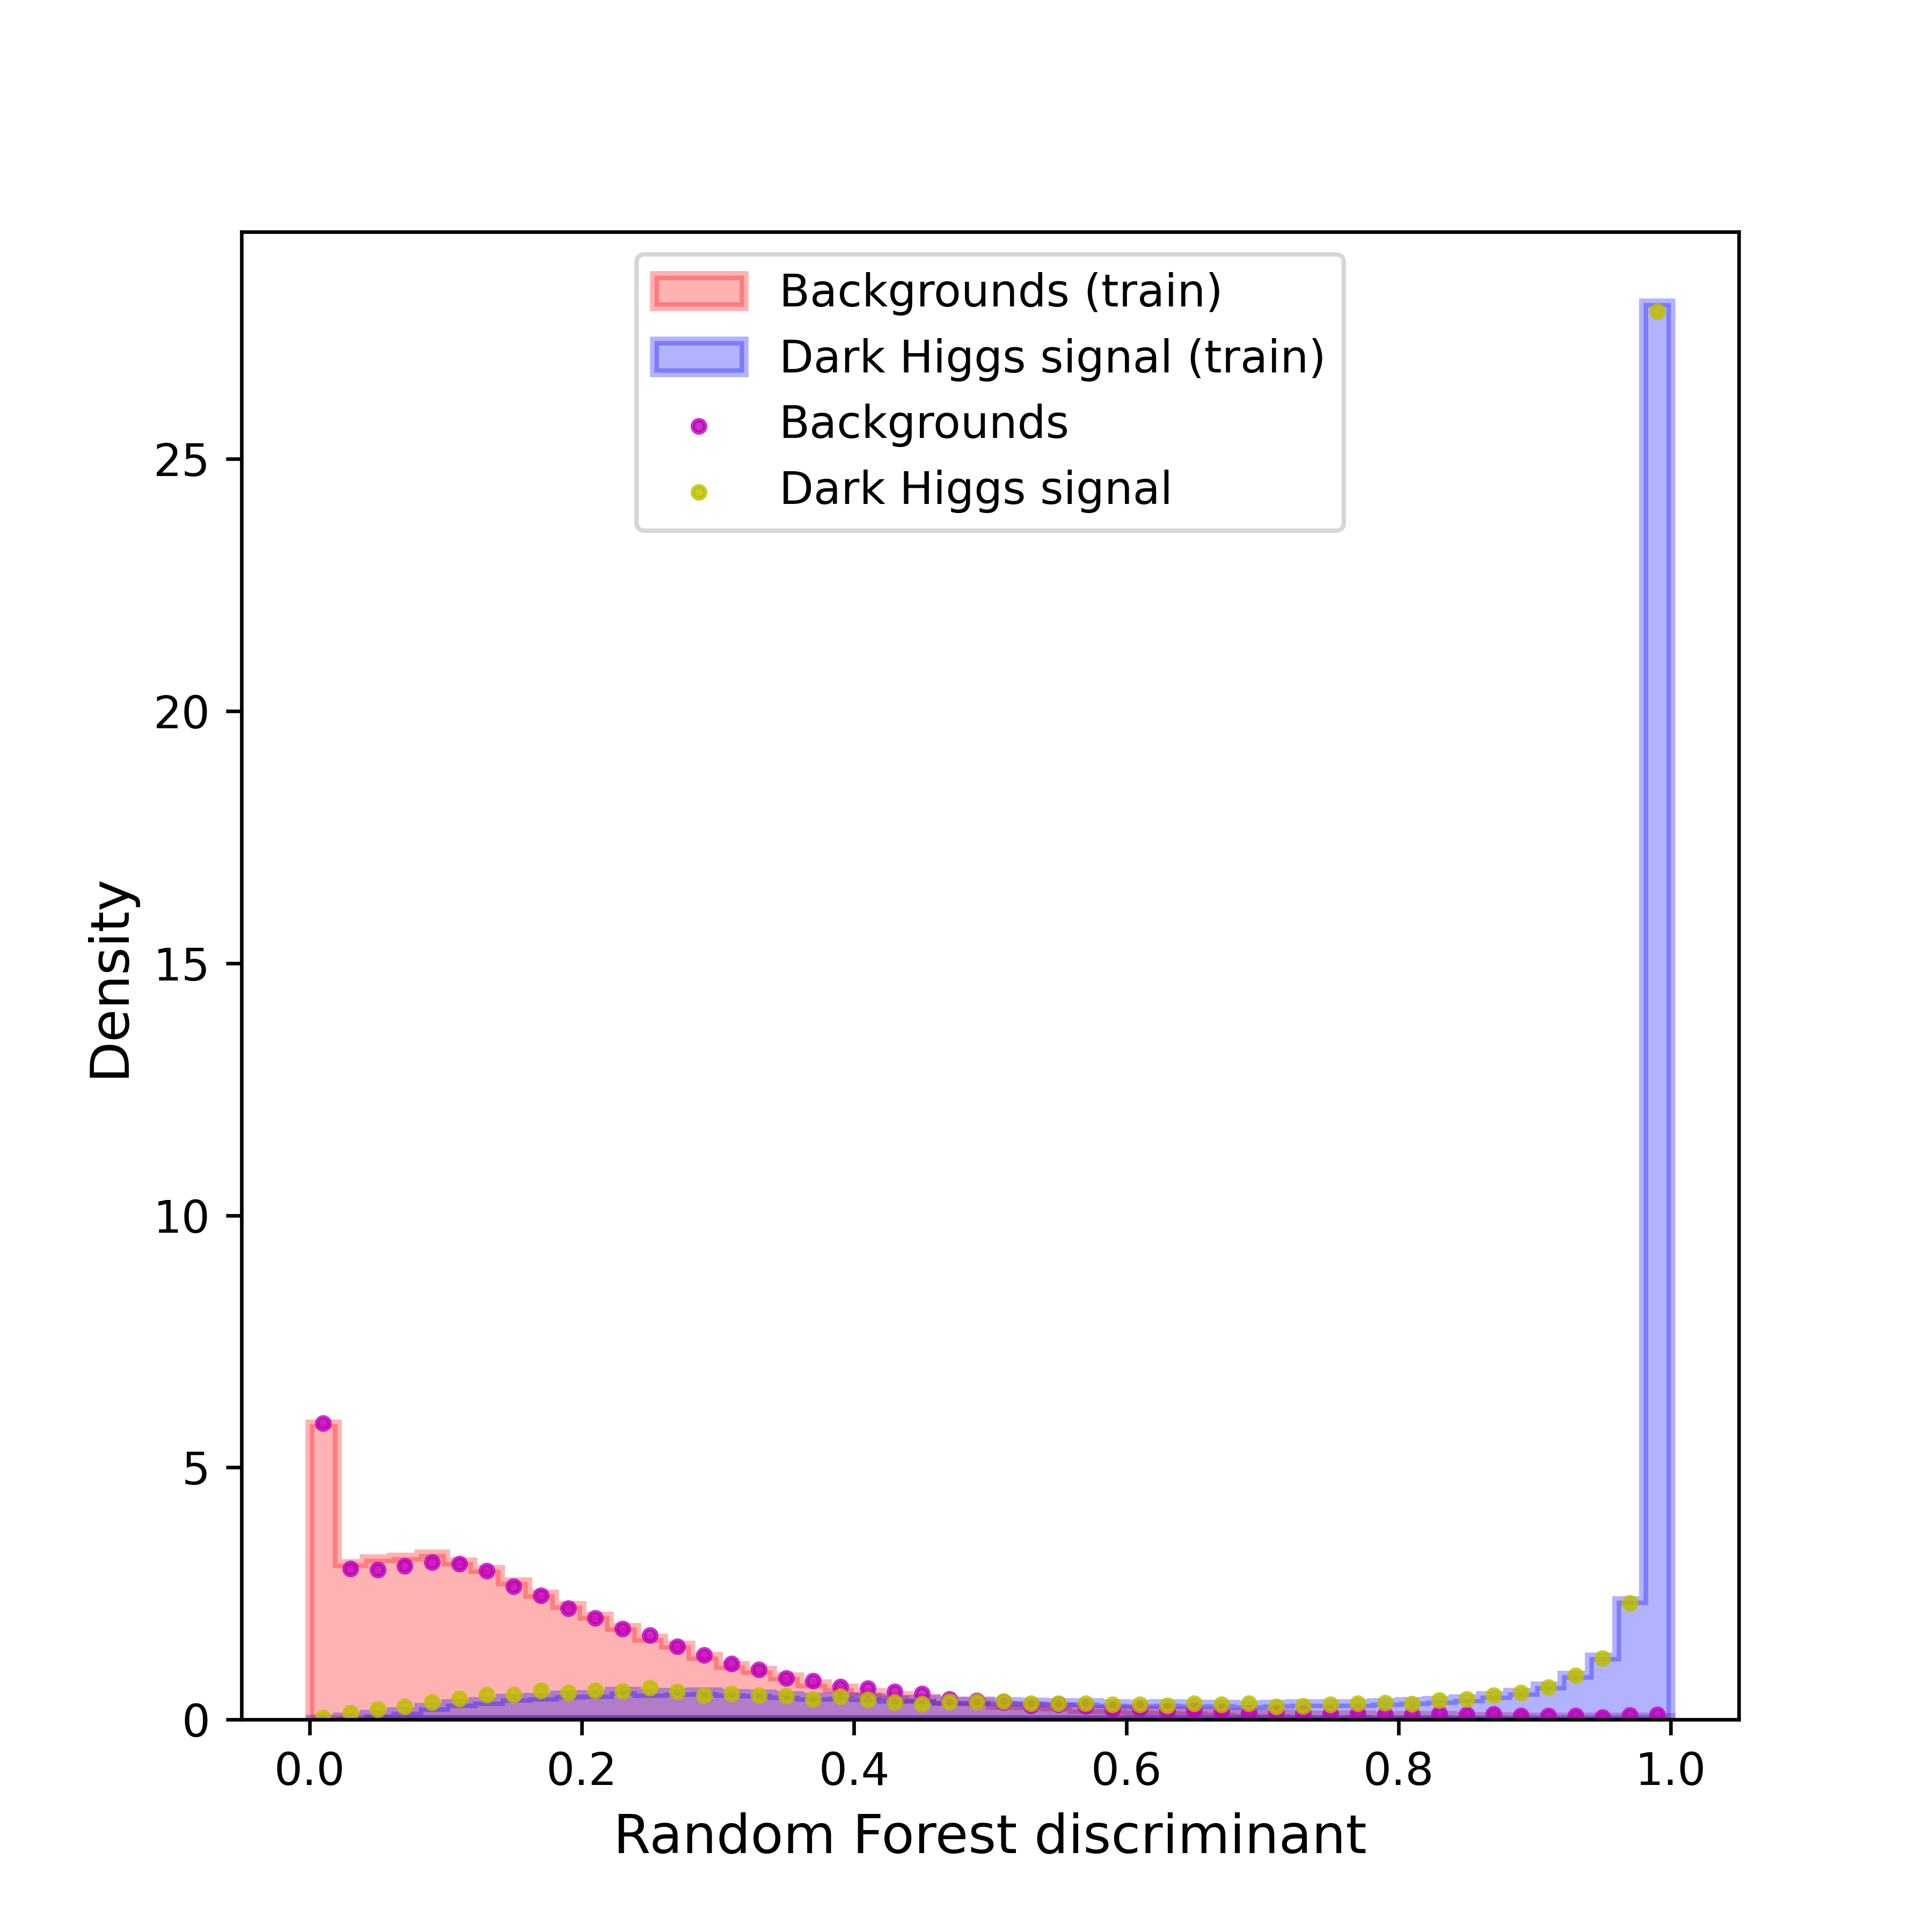 Backgrounds (train)
Dark Higgs signal (train)
Backgrounds
Dark Higgs signal
25
20
15
10
5
0
Density
0.0 0.2 0.4 0.6 0.8 1.0
Random Forest discriminant